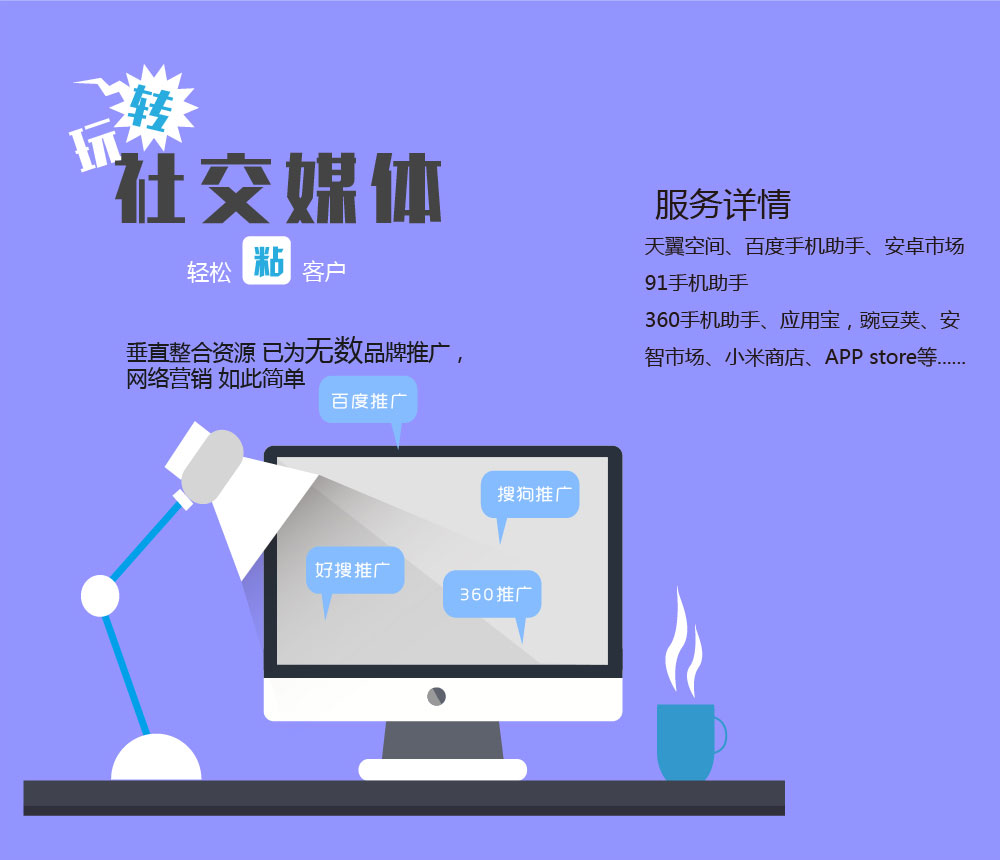 玩转
社交媒体
轻松 粘 客户
垂直整合资源 已为无数品牌推广，
网络营销 如此简单
服务详情
天翼空间、百度手机助手、安卓市场
91手机助手
360手机助手、应用宝，豌豆荚、安
智市场、小米商店、APP store等......
百度推广
搜狗推广
好搜推广
360推广